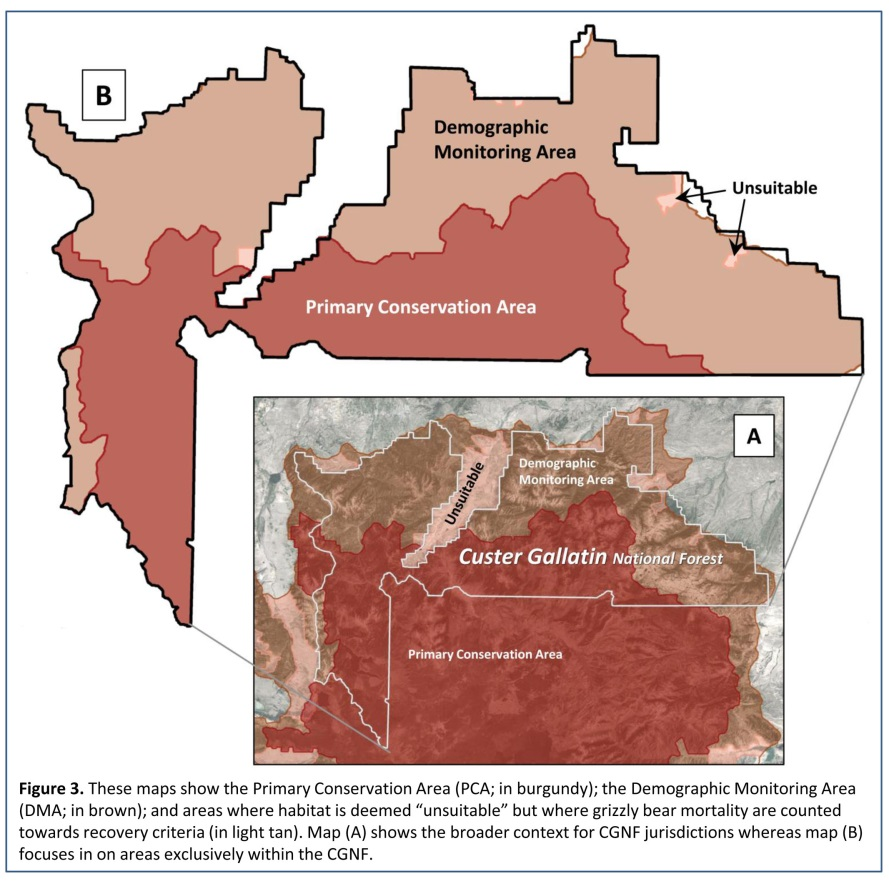 B
Demographic
Monitoring Area
Unsuitable
Primary Conservation Area
A
Demographic
Monitoring Area
Unsuitable
Custer Gallatin National Forest
Primary Conservation Area
Figure 3. These maps show the Primary Conservation Area (PCA; in burgundy); the Demographic Monitoring Area
(DMA; in brown); and areas where habitat is deemed “unsuitable” but where grizzly bear mortality are counted
towards recovery criteria (in light tan). Map (A) shows the broader context for CGNF jurisdictions whereas map (B)
focuses in on areas exclusively within the CGNF.